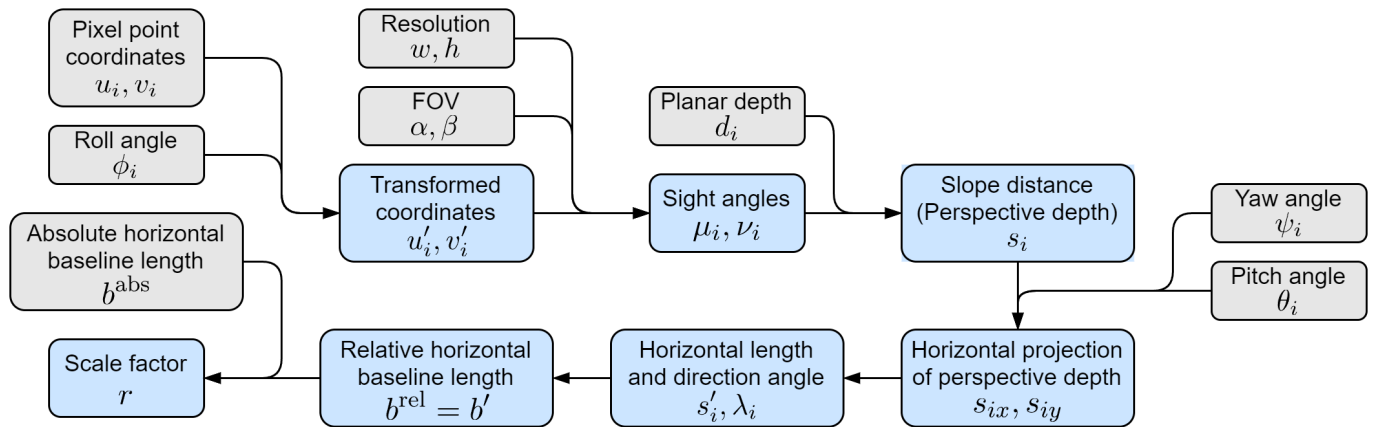 Pixel point
coordinates
u_i, v_i
Roll angle
ϕ_i
Resolution
w, h
FOV
α, β
Planar depth
d_i
Transformed
coordinates
u′_i, v′_i
Sight angles
μ_i, ν_i
Slope distance
(Perspective depth)
s_i
Yaw angle
ψ_i
Pitch angle
θ_i
Absolute horizontal
baseline length
b^abs
Scale factor
r
Relative horizontal
baseline length
b^rel = b′
Horizontal length
and direction angle
s′_i, λ_i
Horizontal projection
of perspective depth
s_ix, s_iy